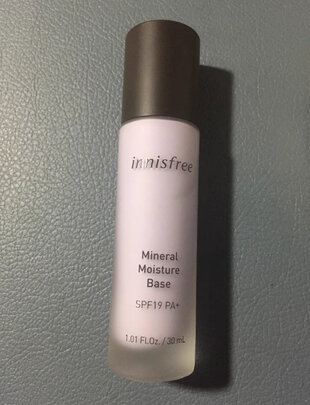 innisfree
Mineral
Moisture
Base
SPF19 PA+
1.01 FL.Oz. / 30 mL